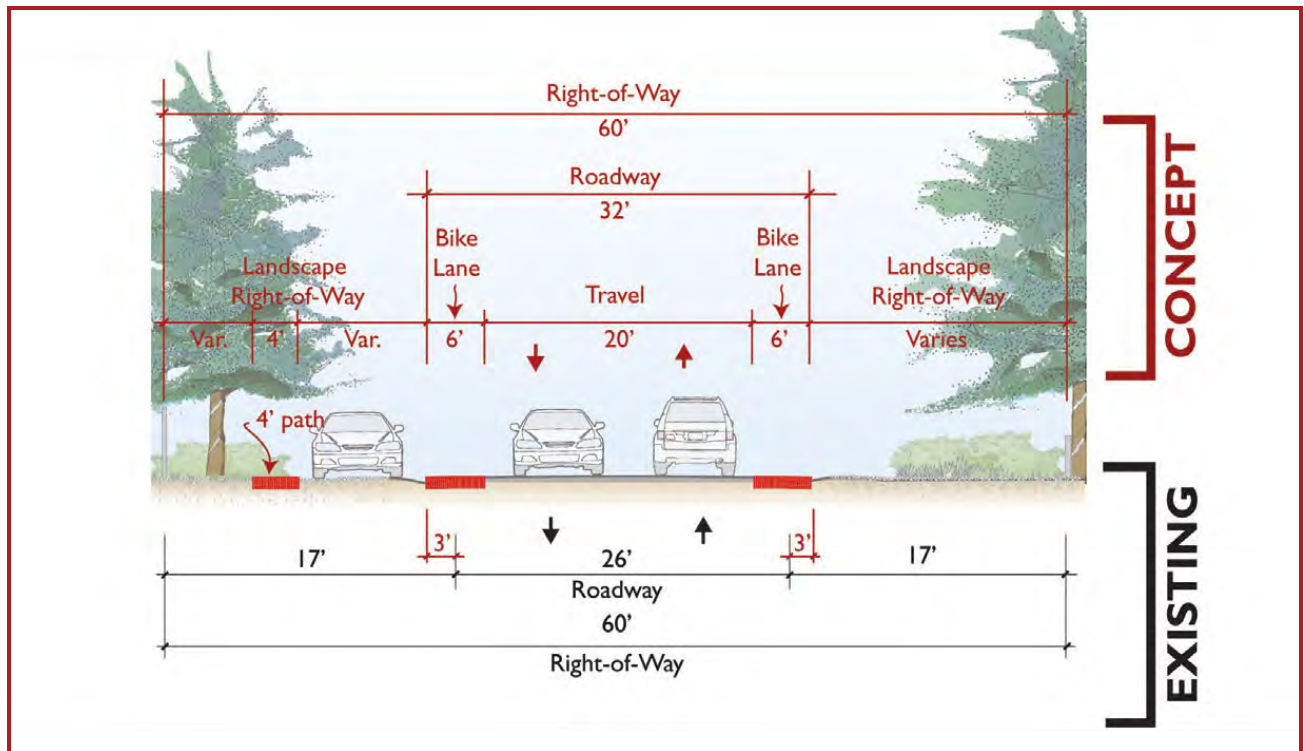 Right-of-Way
60’
Roadway
32’
Bike
Lane
Bike
Lane
Landscape
Right-of-Way
Travel
Landscape
Right-of-Way
Var.
4’
Var.
6’
20’
6’
Varies
4’ path
CONCEPT
3’
3’
17’
26’
17’
Roadway
60’
Right-of-Way
EXISTING